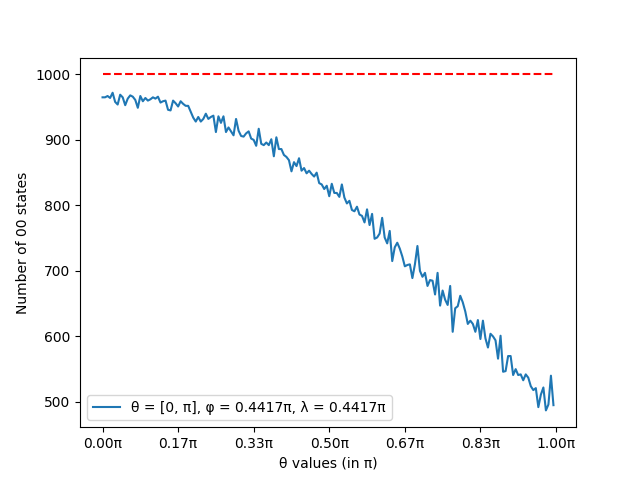 1000
900
800
700
600
500
Number of 00 states
θ = [0, π], φ = 0.4417π, λ = 0.4417π
0.00π 0.17π 0.33π 0.50π 0.67π 0.83π 1.00π
θ values (in π)